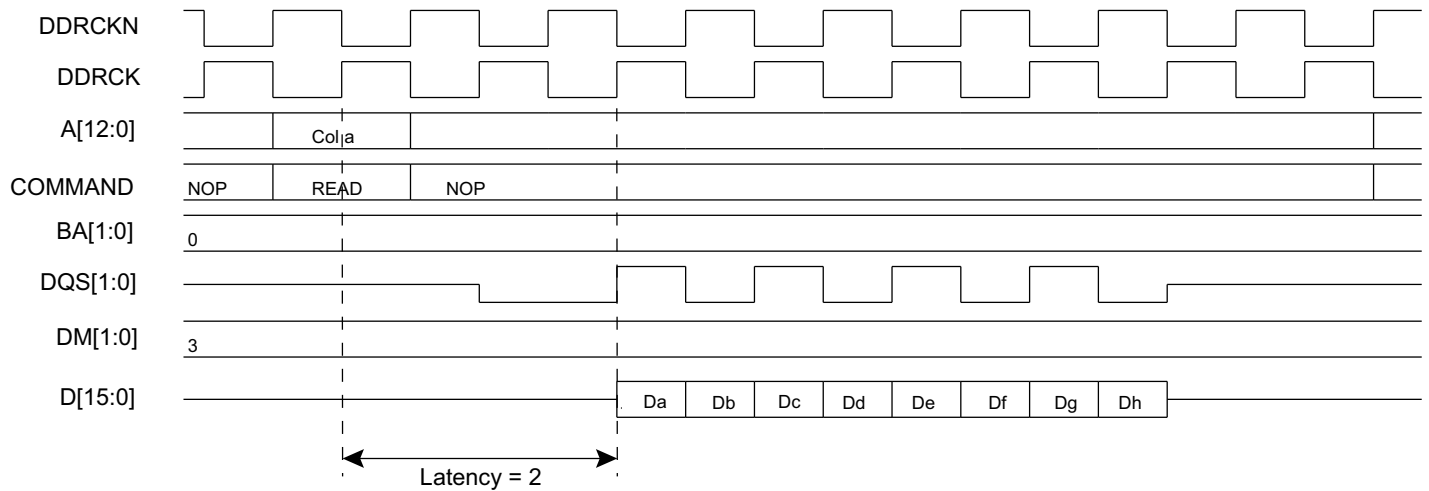 DDRCKN
DDRCK
A[12:0]
Col a
COMMAND
NOP READ NOP
BA[1:0]
0
DQS[1:0]
DM[1:0]
3
D[15:0]
Da Db Dc Dd De Df Dg Dh
Latency = 2